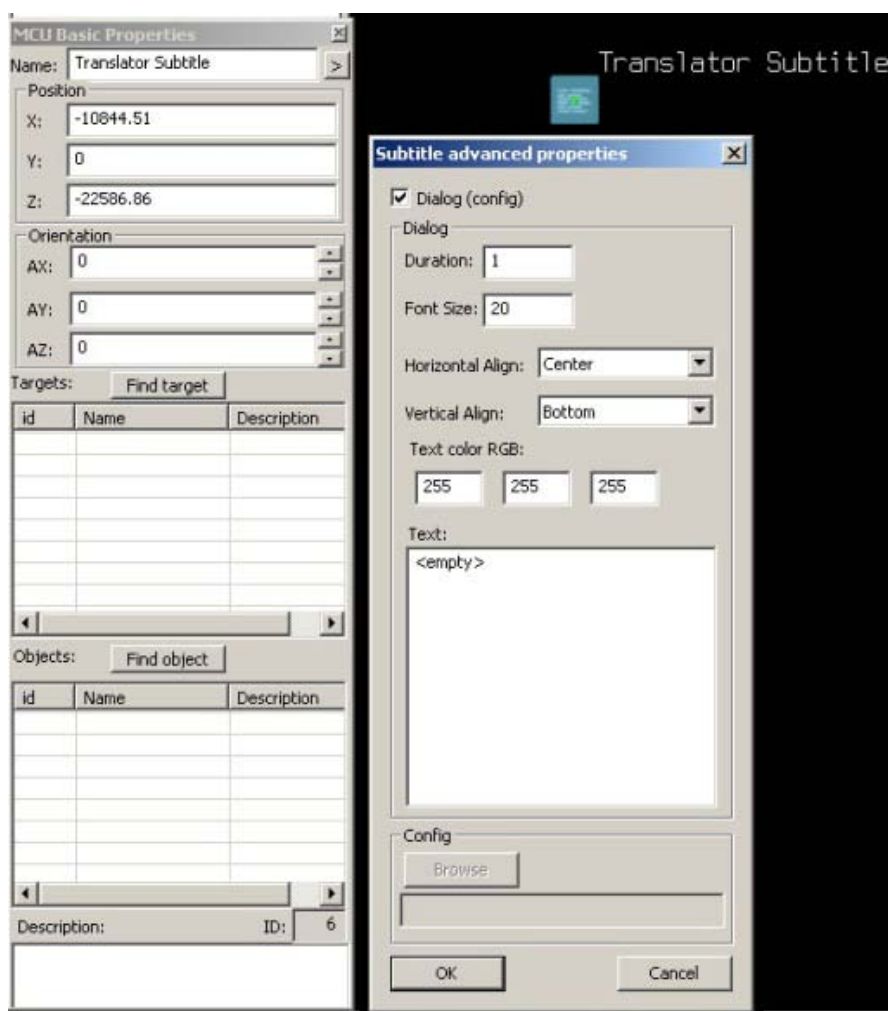 MCU Basic Properties
Name: Translator Subtitle >
Position
X: -10844.51
Y: 0
Z: -22586.86
Orientation
AX: 0
AY: 0
AZ: 0
Targets: Find target
id Name Description
Objects: Find object
id Name Description
Description: ID: 6
Translator Subtitle
Subtitle advanced properties
Dialog (config)
Dialog
Duration: 1
Font Size: 20
Horizontal Align: Center
Vertical Align: Bottom
Text color RGB:
255 255 255
Text:
<empty>
Config
Browse
OK Cancel